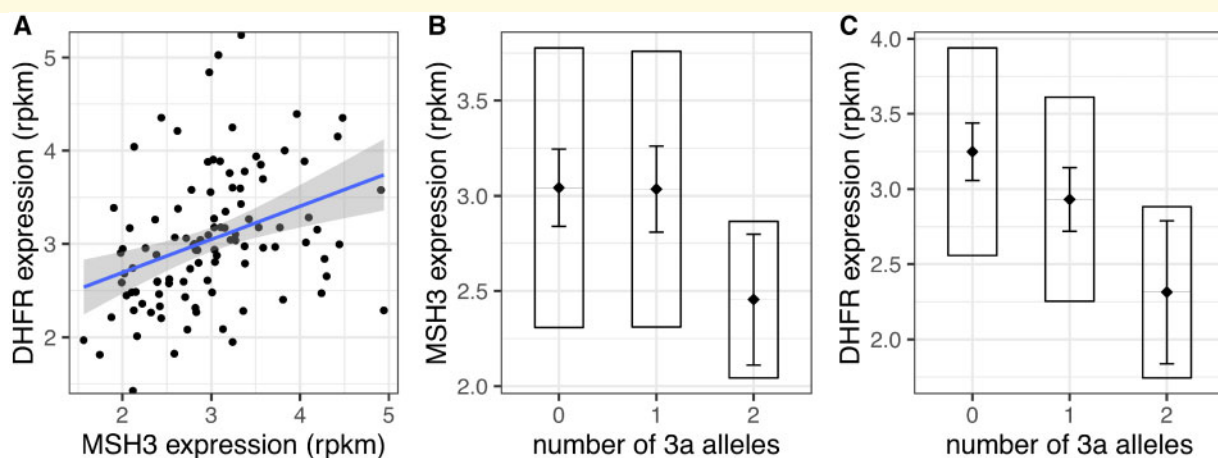 A
DHFR expression (rpkm)
5
4
3
2
2 3 4 5
MSH3 expression (rpkm)
B
MSH3 expression (rpkm)
3.5
3.0
2.5
2.0
0 1 2
number of 3a alleles
C
DHFR expression (rpkm)
4.0
3.5
3.0
2.5
2.0
0 1 2
number of 3a alleles